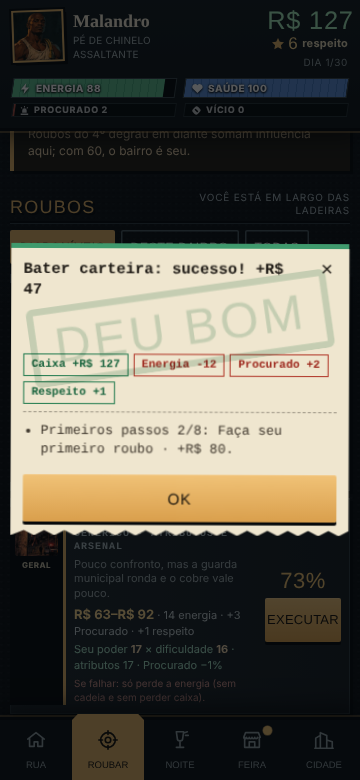 Malandro
PÉ DE CHINELO
ASSALTANTE
R$ 127
6 respeito
DIA 1/30
ENERGIA 88
SAÚDE 100
PROCURADO 2
VÍCIO 0
Roubos do 4º degrau em diante somam influência
aqui; com 60, o bairro é seu.
ROUBOS
VOCÊ ESTÁ EM LARGO DAS
LADEIRAS
Bater carteira: sucesso! +R$
47
×
DEU BOM
Caixa +R$ 127
Energia -12
Procurado +2
Respeito +1
• Primeiros passos 2/8: Faça seu
primeiro roubo · +R$ 80.
OK
ARSENAL
GERAL
Pouco confronto, mas a guarda
municipal ronda e o cobre vale
pouco.
R$ 63–R$ 92 · 14 energia · +3
Procurado · +1 respeito
Seu poder 17 × dificuldade 16 ·
atributos 17 · Procurado −1%
Se falhar: só perde a energia (sem
cadeia e sem perder caixa).
73%
EXECUTAR
RUA
ROUBAR
NOITE
FEIRA
CIDADE